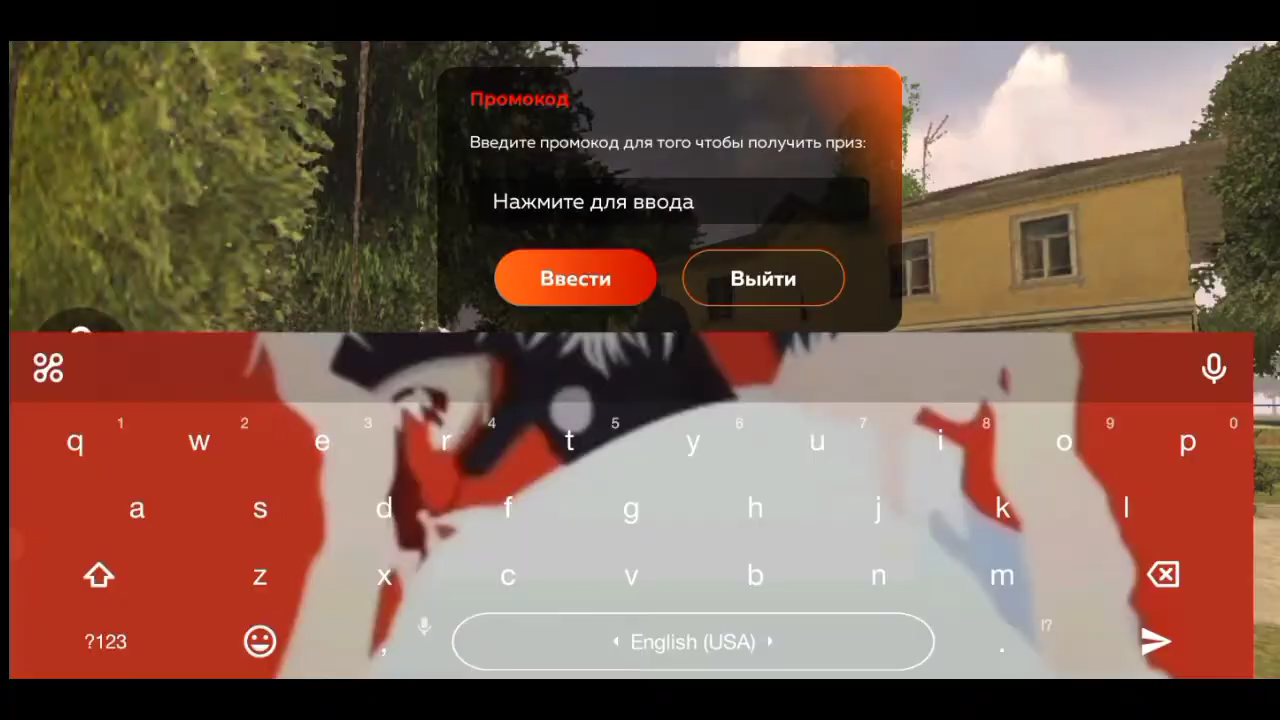 Промокод
Введите промокод для того чтобы получить приз:
Нажмите для ввода
Ввести
Выйти
1 2 3 4 5 6 7 8 9 0
q w e r t y u i o p
a s d f g h j k l
z x c v b n m
?123 , English (USA) . !?